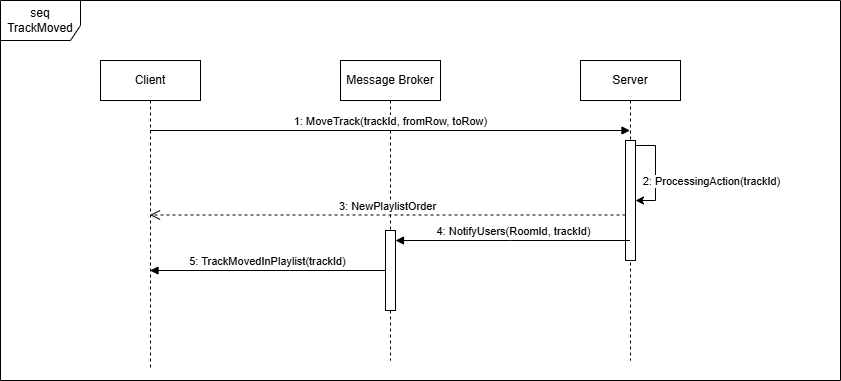 seq
TrackMoved
Client
Message Broker
Server
1: MoveTrack(trackId, fromRow, toRow)
2: ProcessingAction(trackId)
3: NewPlaylistOrder
4: NotifyUsers(RoomId, trackId)
5: TrackMovedInPlaylist(trackId)